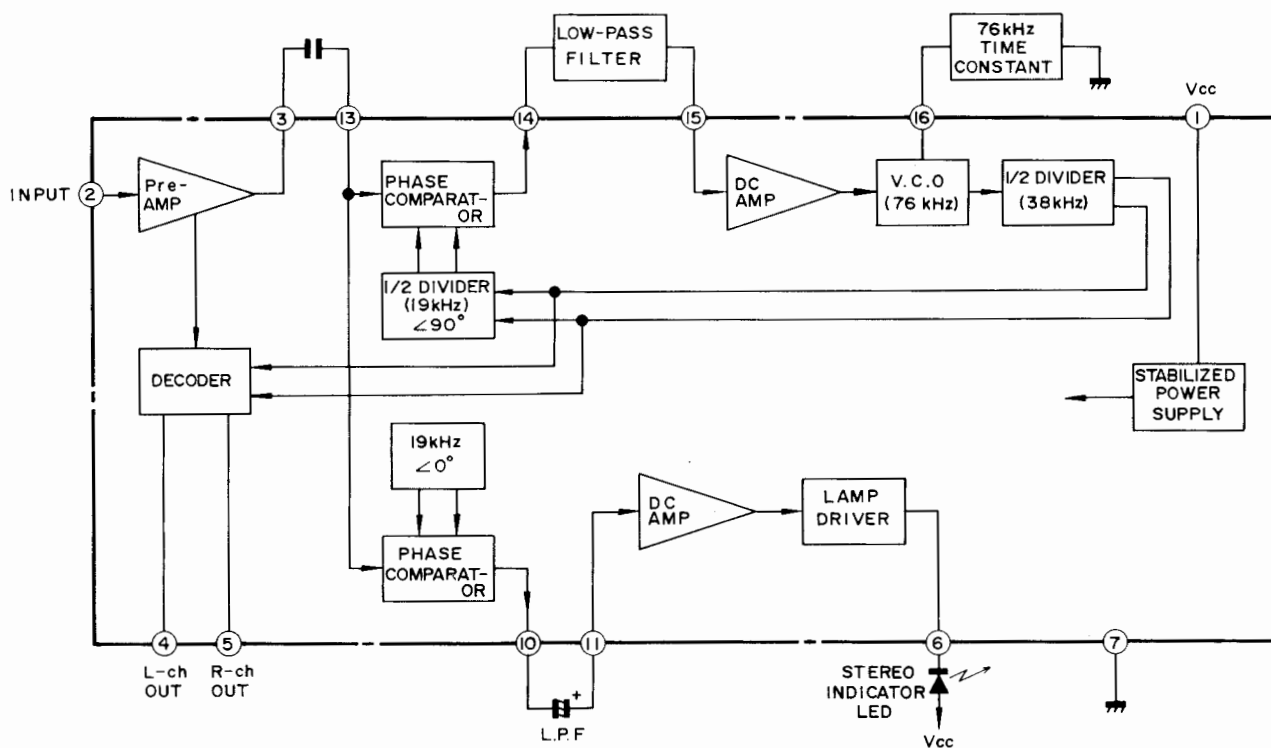 LOW-PASS
FILTER
76kHz
TIME
CONSTANT
Vcc
3
13
14
15
16
1
INPUT
2
Pre-
AMP
PHASE
COMPARAT-
OR
DC
AMP
V.C.O
(76 kHz)
1/2 DIVIDER
(38kHz)
1/2 DIVIDER
(19kHz)
∠90°
DECODER
STABILIZED
POWER
SUPPLY
19kHz
∠0°
DC
AMP
LAMP
DRIVER
PHASE
COMPARAT-
OR
4
5
10
11
6
7
L-ch
OUT
R-ch
OUT
+
L.P.F
STEREO
INDICATOR
LED
Vcc